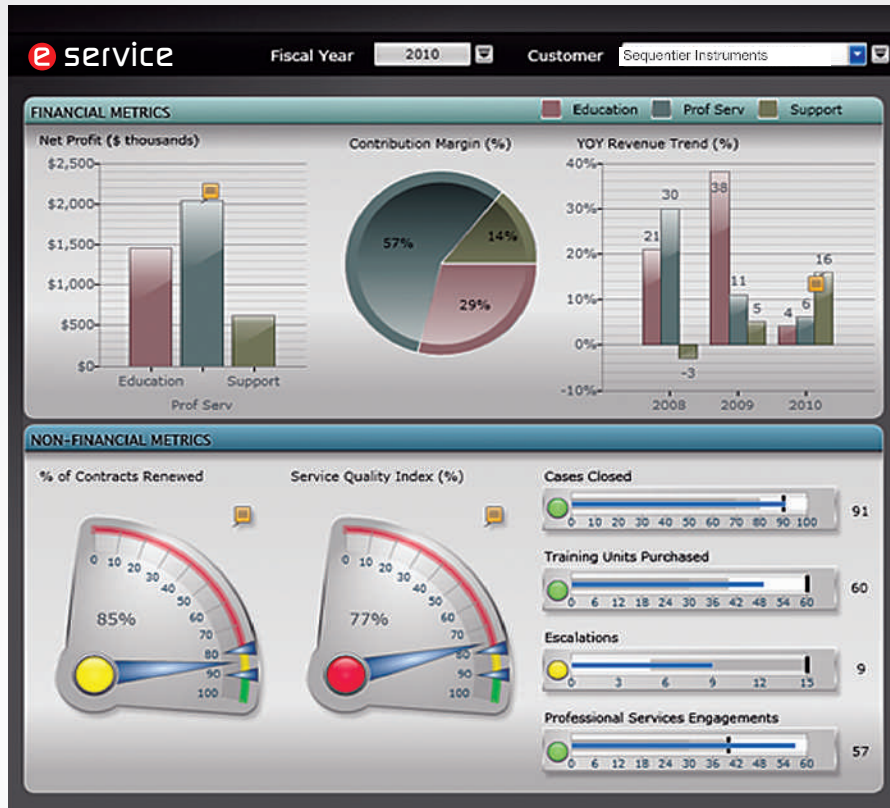 e service
Fiscal Year 2010 Customer Sequentier Instruments
FINANCIAL METRICS Education Prof Serv Support
Net Profit ($ thousands)
$2,500
$2,000
$1,500
$1,000
$500
$0
Education Support
Prof Serv
Contribution Margin (%)
57%
14%
29%
YOY Revenue Trend (%)
40%
30%
20%
10%
0%
-10%
21 30 -3
38 11 5
4 6 16
2008 2009 2010
NON-FINANCIAL METRICS
% of Contracts Renewed
0 10 20 30 40 50 60 70 80 90 100
85%
Service Quality Index (%)
0 10 20 30 40 50 60 70 80 90 100
77%
Cases Closed
0 10 20 30 40 50 60 70 80 90 100
91
Training Units Purchased
0 6 12 18 24 30 36 42 48 54 60
60
Escalations
0 3 6 9 12 15
9
Professional Services Engagements
0 6 12 18 24 30 36 42 48 54 60
57